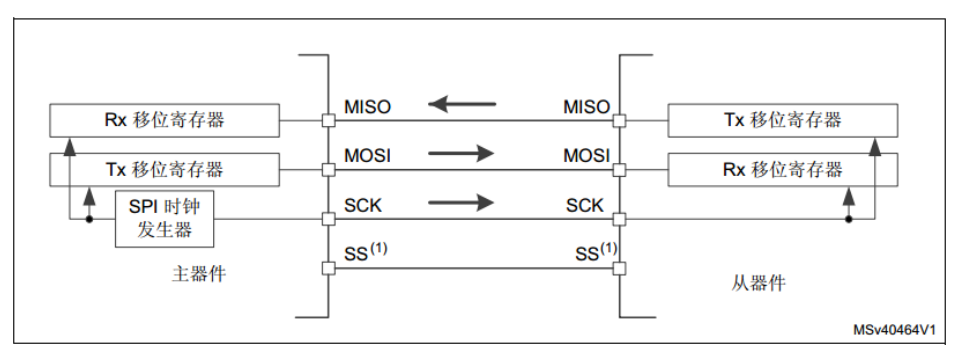 MISO MISO
Rx 移位寄存器 Tx 移位寄存器
MOSI MOSI
Tx 移位寄存器 Rx 移位寄存器
SPI 时钟
发生器
SCK SCK
SS(1) SS(1)
主器件 从器件
MSv40464V1